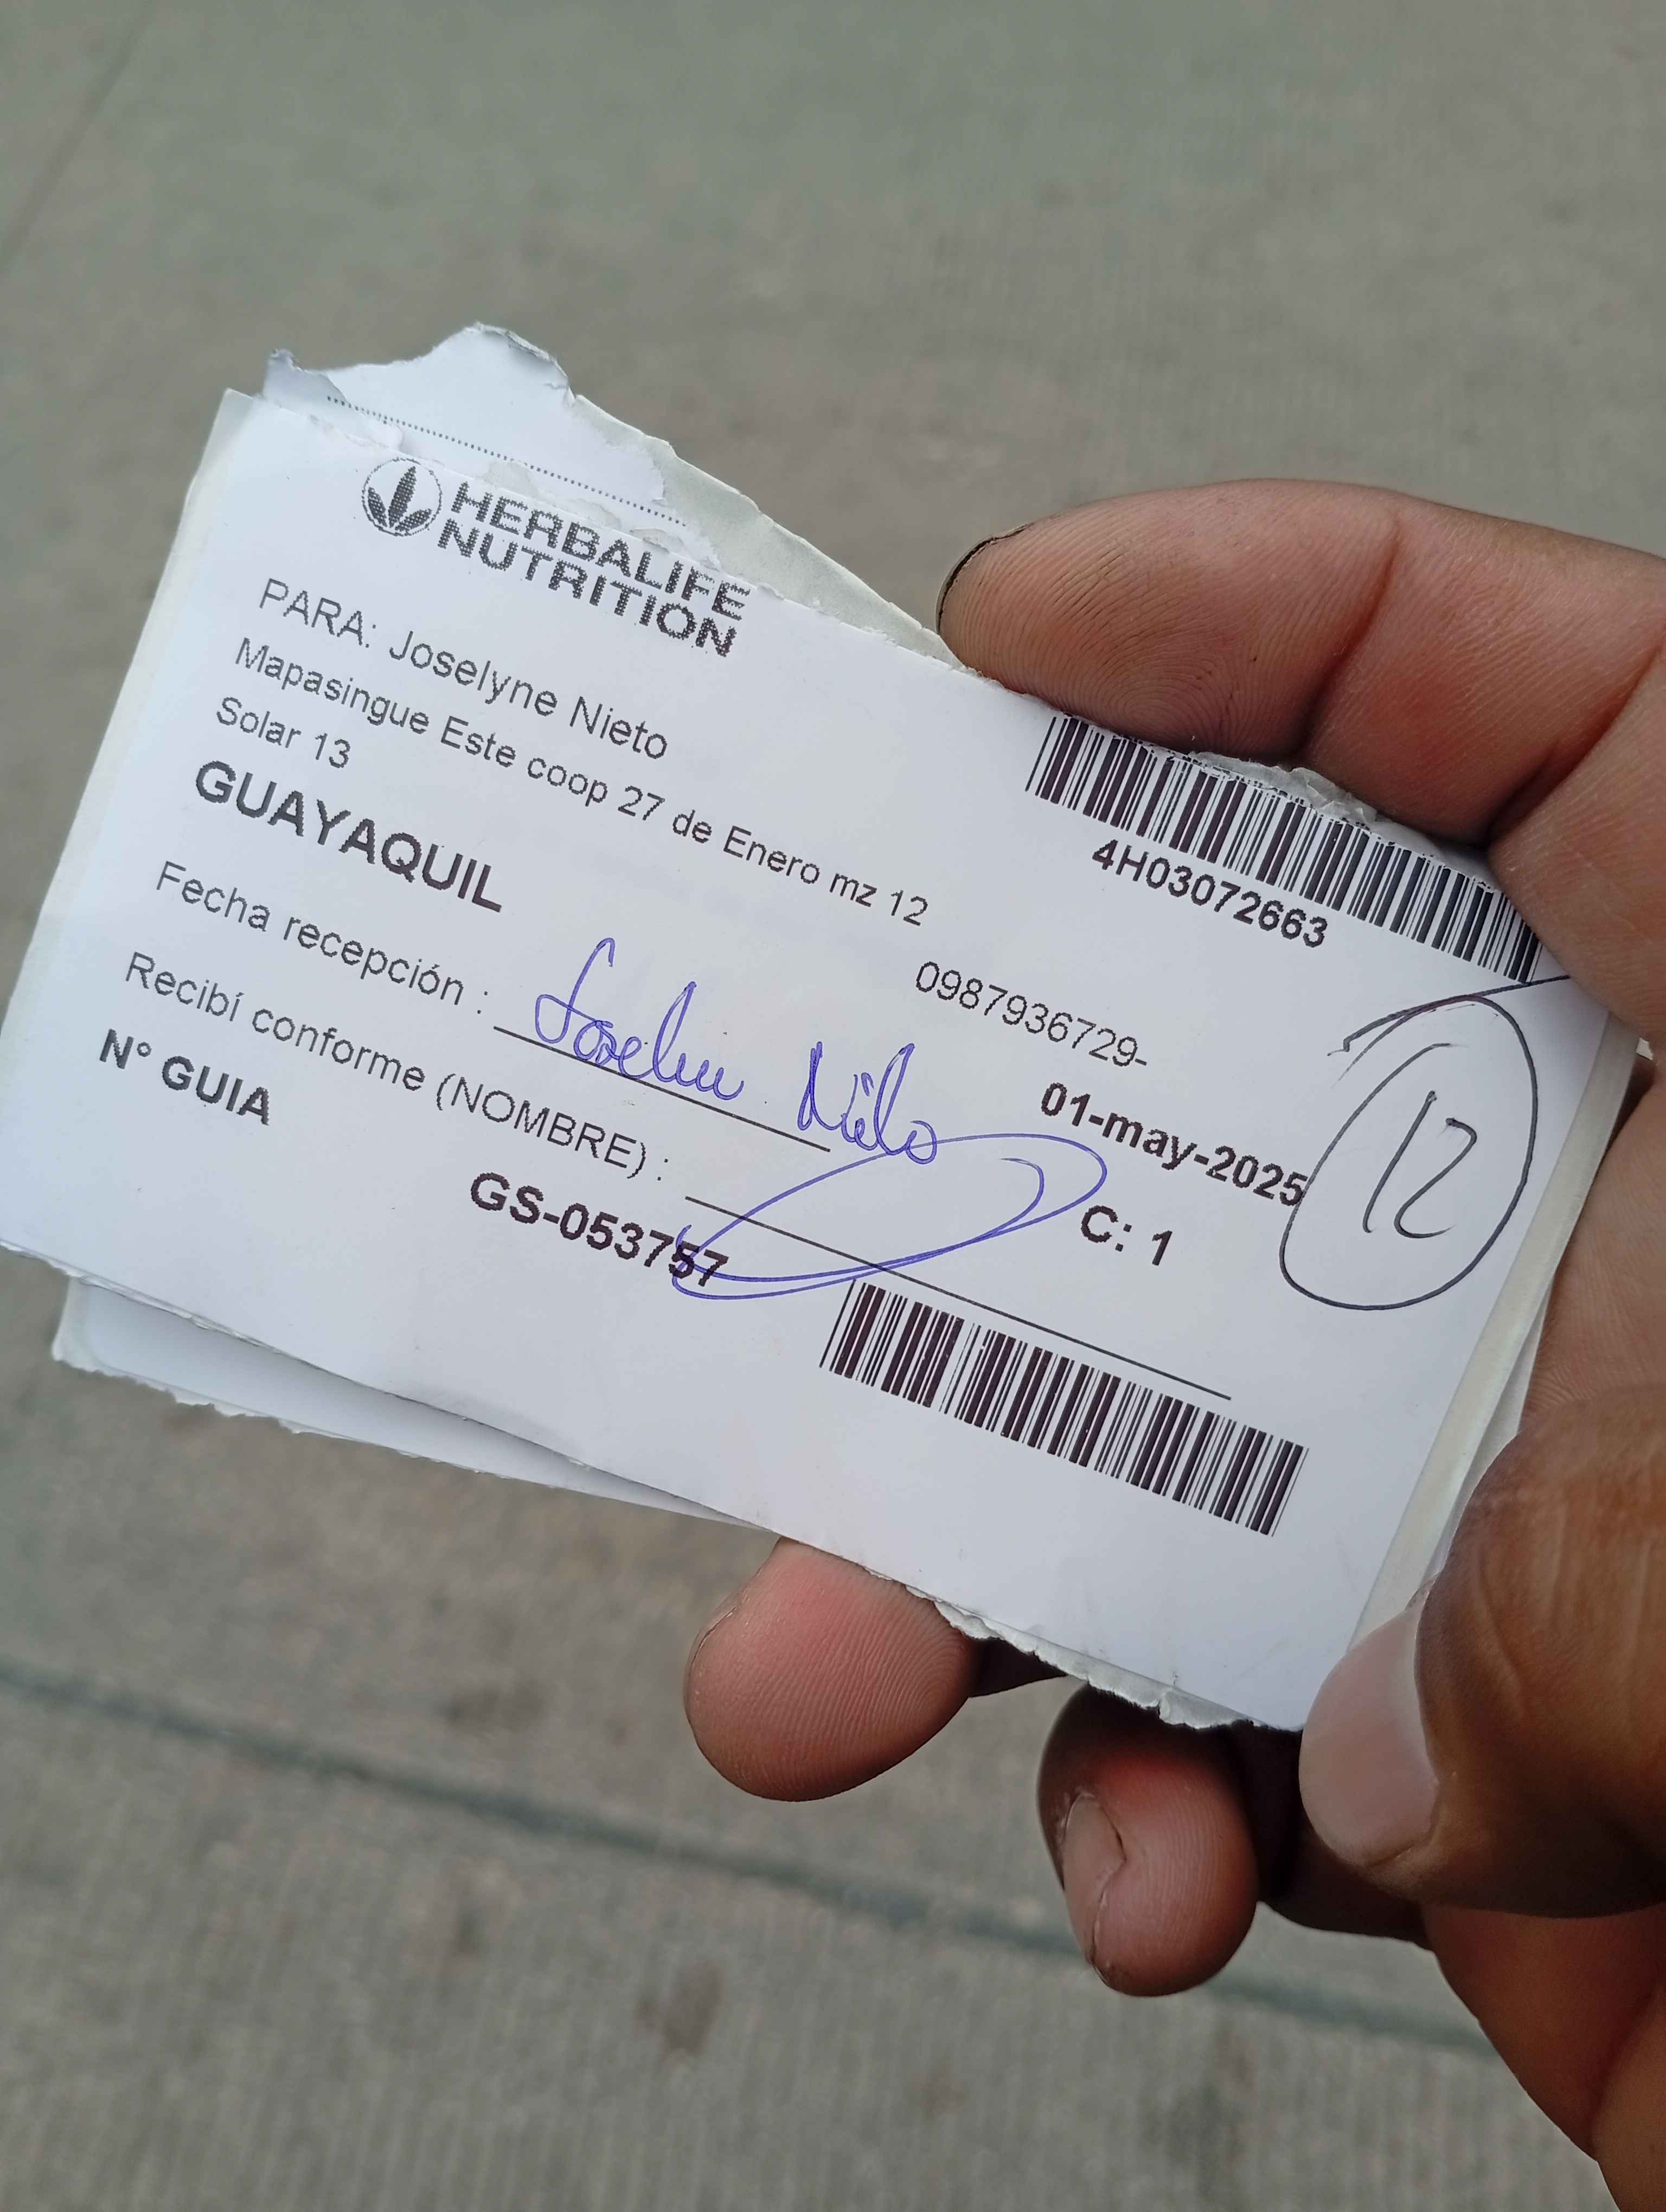 HERBALIFE
NUTRITION
4H03072663
PARA: Joselyne Nieto
Mapasingue Este coop 27 de Enero mz 12
Solar 13
GUAYAQUIL
0987936729-
Fecha recepción :
01-may-2025
12
Recibí conforme (NOMBRE) :
C: 1
N° GUIA
GS-053757